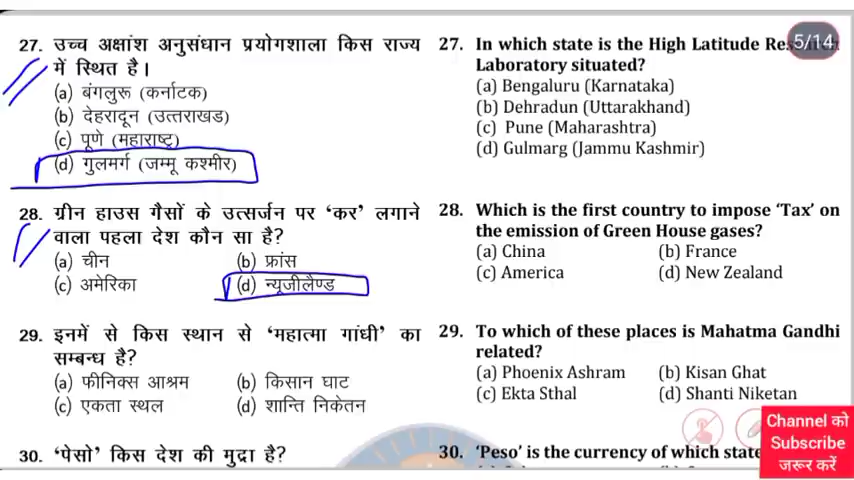 5/14
27. उच्च अक्षांश अनुसंधान प्रयोगशाला किस राज्य
में स्थित है।
(a) बंगलुरू (कर्नाटक)
(b) देहरादून (उत्तराखड)
(c) पूणे (महाराष्ट्र)
(d) गुलमर्ग (जम्मू कश्मीर)
28. ग्रीन हाउस गैसों के उत्सर्जन पर 'कर' लगाने
वाला पहला देश कौन सा है?
(a) चीन (b) फ्रांस
(c) अमेरिका (d) न्यूजीलैण्ड
29. इनमें से किस स्थान से 'महात्मा गांधी' का
सम्बन्ध है?
(a) फीनिक्स आश्रम (b) किसान घाट
(c) एकता स्थल (d) शान्ति निकेतन
30. 'पेसो' किस देश की मुद्रा है?
27. In which state is the High Latitude
Laboratory situated?
(a) Bengaluru (Karnataka)
(b) Dehradun (Uttarakhand)
(c) Pune (Maharashtra)
(d) Gulmarg (Jammu Kashmir)
28. Which is the first country to impose 'Tax' on
the emission of Green House gases?
(a) China (b) France
(c) America (d) New Zealand
29. To which of these places is Mahatma Gandhi
related?
(a) Phoenix Ashram (b) Kisan Ghat
(c) Ekta Sthal (d) Shanti Niketan
30. 'Peso' is the currency of which state
Channel को
Subscribe
जरूर करें